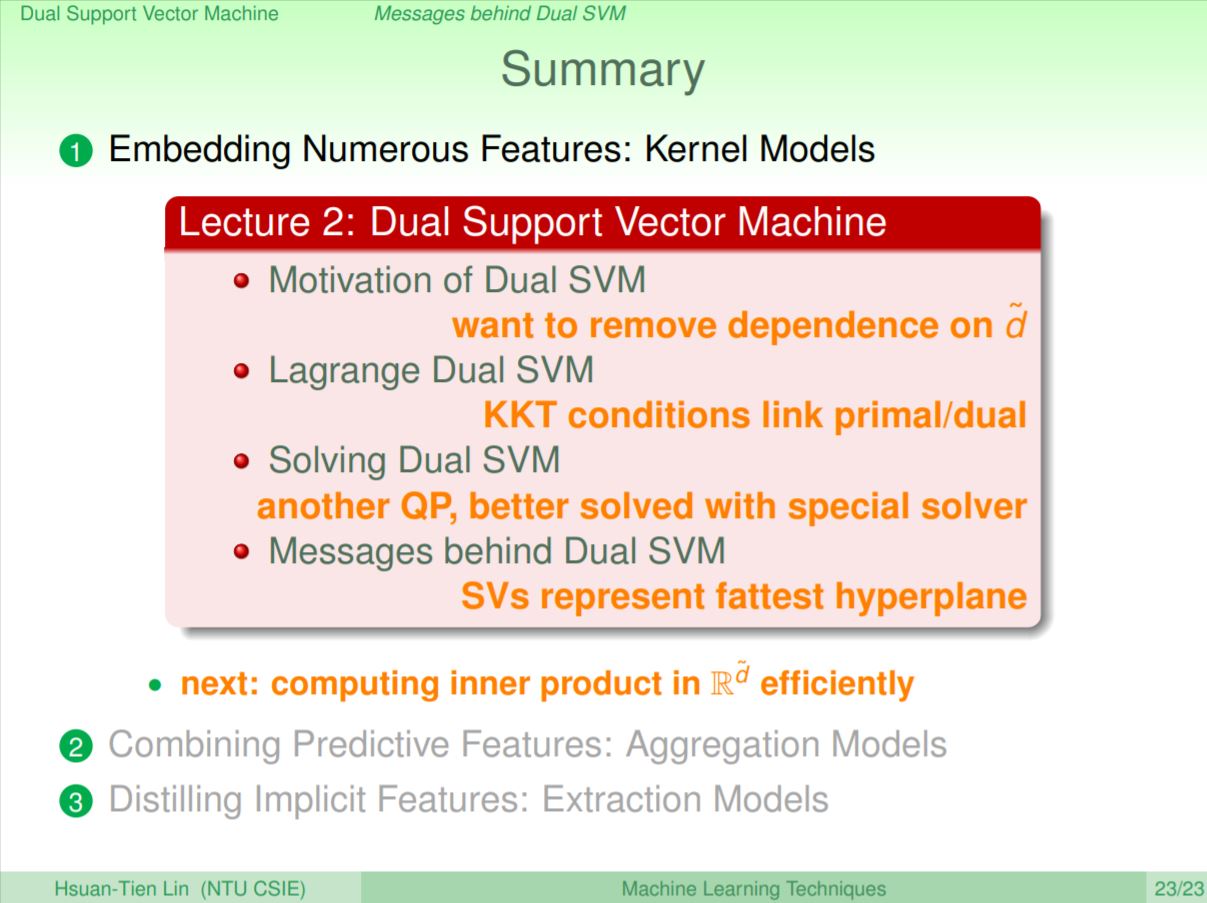 Dual Support Vector Machine Messages behind Dual SVM
Summary
1 Embedding Numerous Features: Kernel Models
Lecture 2: Dual Support Vector Machine
• Motivation of Dual SVM
want to remove dependence on d̃
• Lagrange Dual SVM
KKT conditions link primal/dual
• Solving Dual SVM
another QP, better solved with special solver
• Messages behind Dual SVM
SVs represent fattest hyperplane
• next: computing inner product in ℝ^d̃ efficiently
2 Combining Predictive Features: Aggregation Models
3 Distilling Implicit Features: Extraction Models
Hsuan-Tien Lin (NTU CSIE) Machine Learning Techniques 23/23